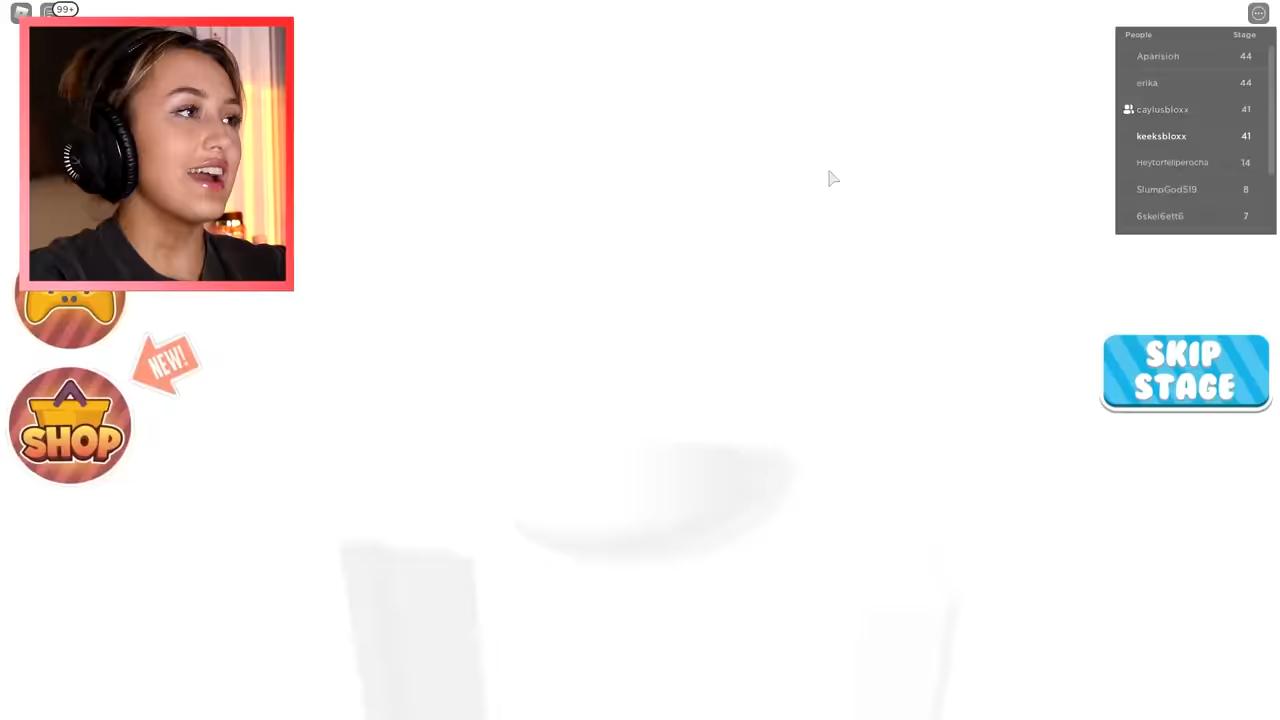 99+
People Stage
Aparisioh 44
erika 44
caylusbloxx 41
keeksbloxx 41
Heytorfeliperocha 14
SlumpGod519 8
6skei6ett6 7
NEW!
SHOP
SKIP
STAGE